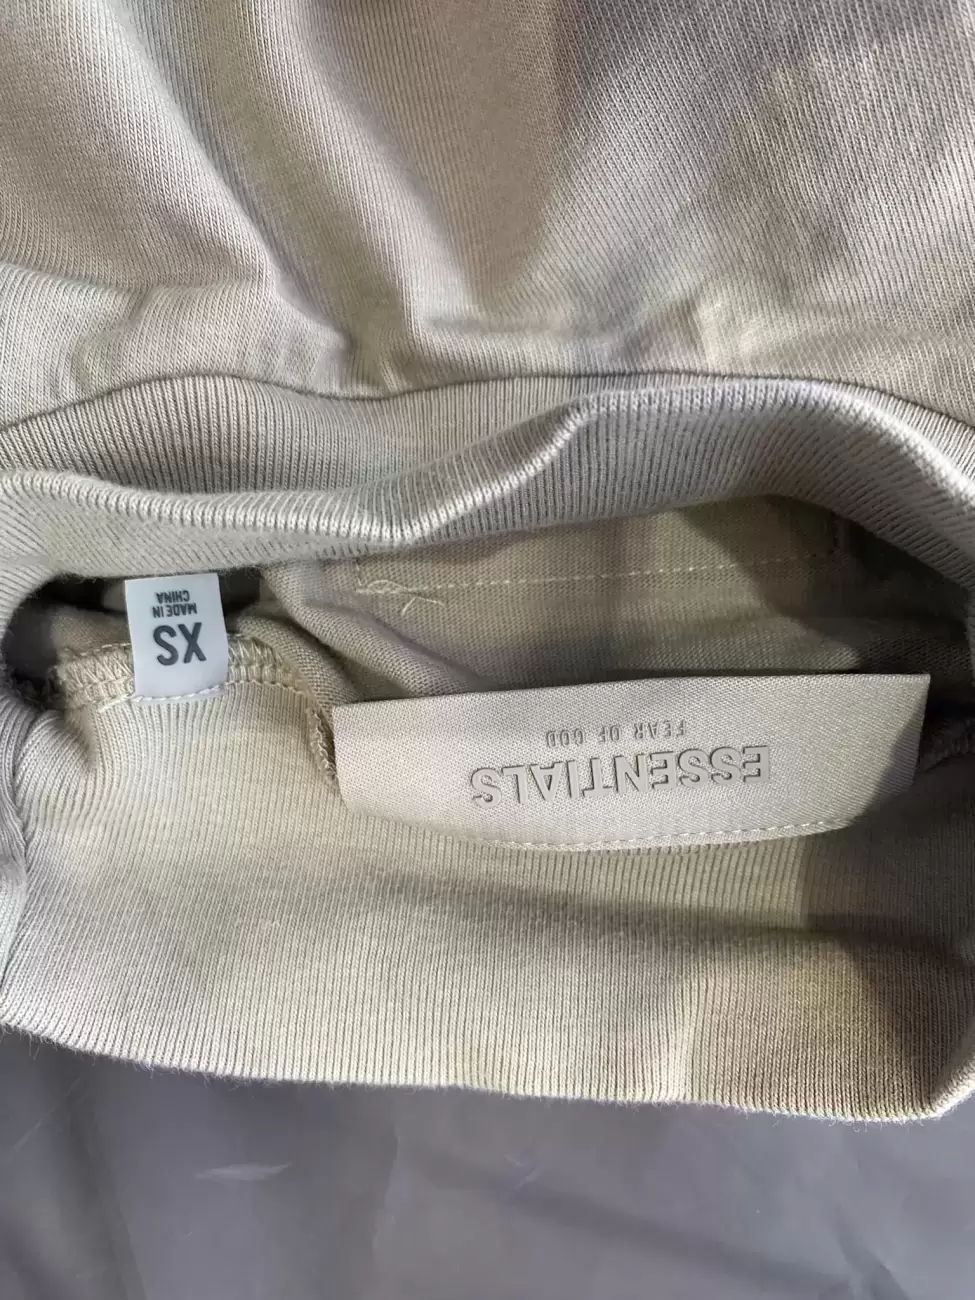 XS
MADE IN
CHINA
ESSENTIALS
FEAR OF GOD